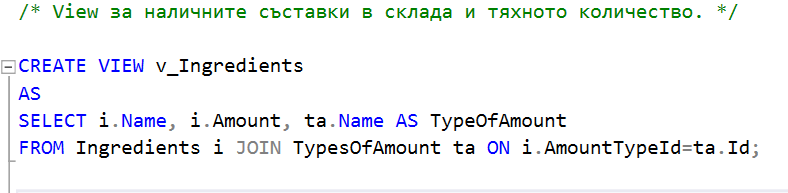 /* View за наличните съставки в склада и тяхното количество. */
CREATE VIEW v_Ingredients
AS
SELECT i.Name, i.Amount, ta.Name AS TypeOfAmount
FROM Ingredients i JOIN TypesOfAmount ta ON i.AmountTypeId=ta.Id;